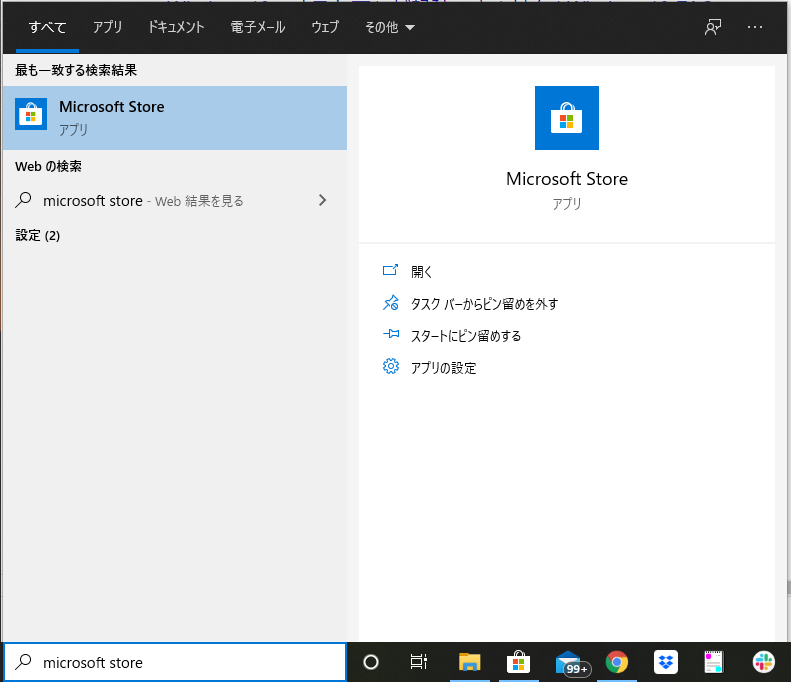 すべて アプリ ドキュメント 電子メール ウェブ その他
最も一致する検索結果
Microsoft Store
アプリ
Web の検索
microsoft store - Web 結果を見る
設定 (2)
Microsoft Store
アプリ
開く
タスク バーからピン留めを外す
スタートにピン留めする
アプリの設定
microsoft store
99+